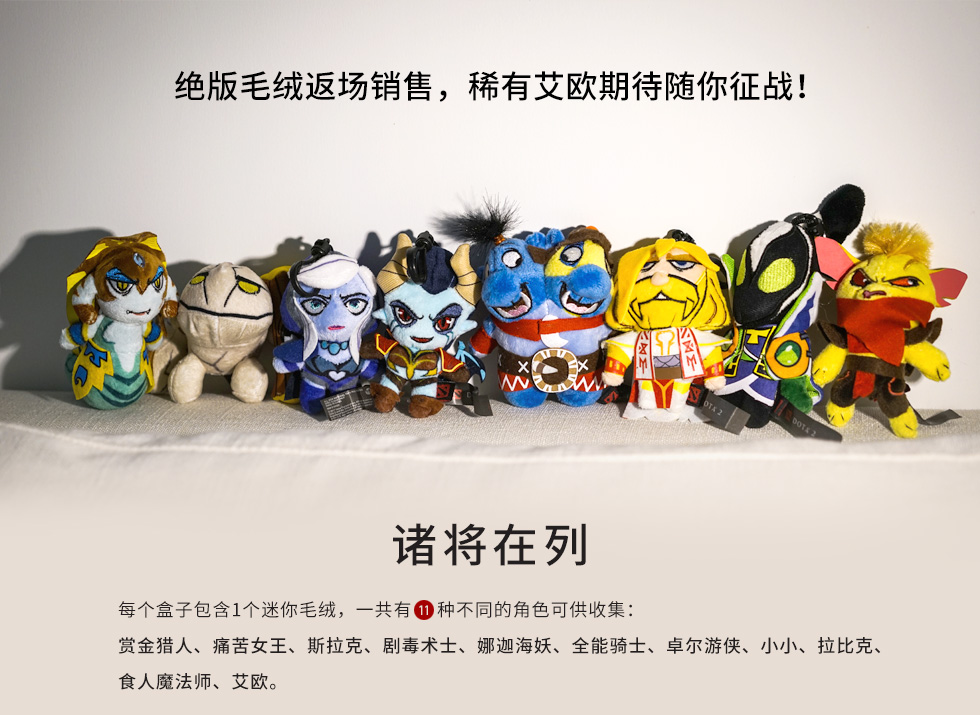 绝版毛绒返场销售，稀有艾欧期待随你征战！
DOTA 2
DOTA 2
诸将在列
每个盒子包含1个迷你毛绒，一共有11种不同的角色可供收集：
赏金猎人、痛苦女王、斯拉克、剧毒术士、娜迦海妖、全能骑士、卓尔游侠、小小、拉比克、
食人魔法师、艾欧。